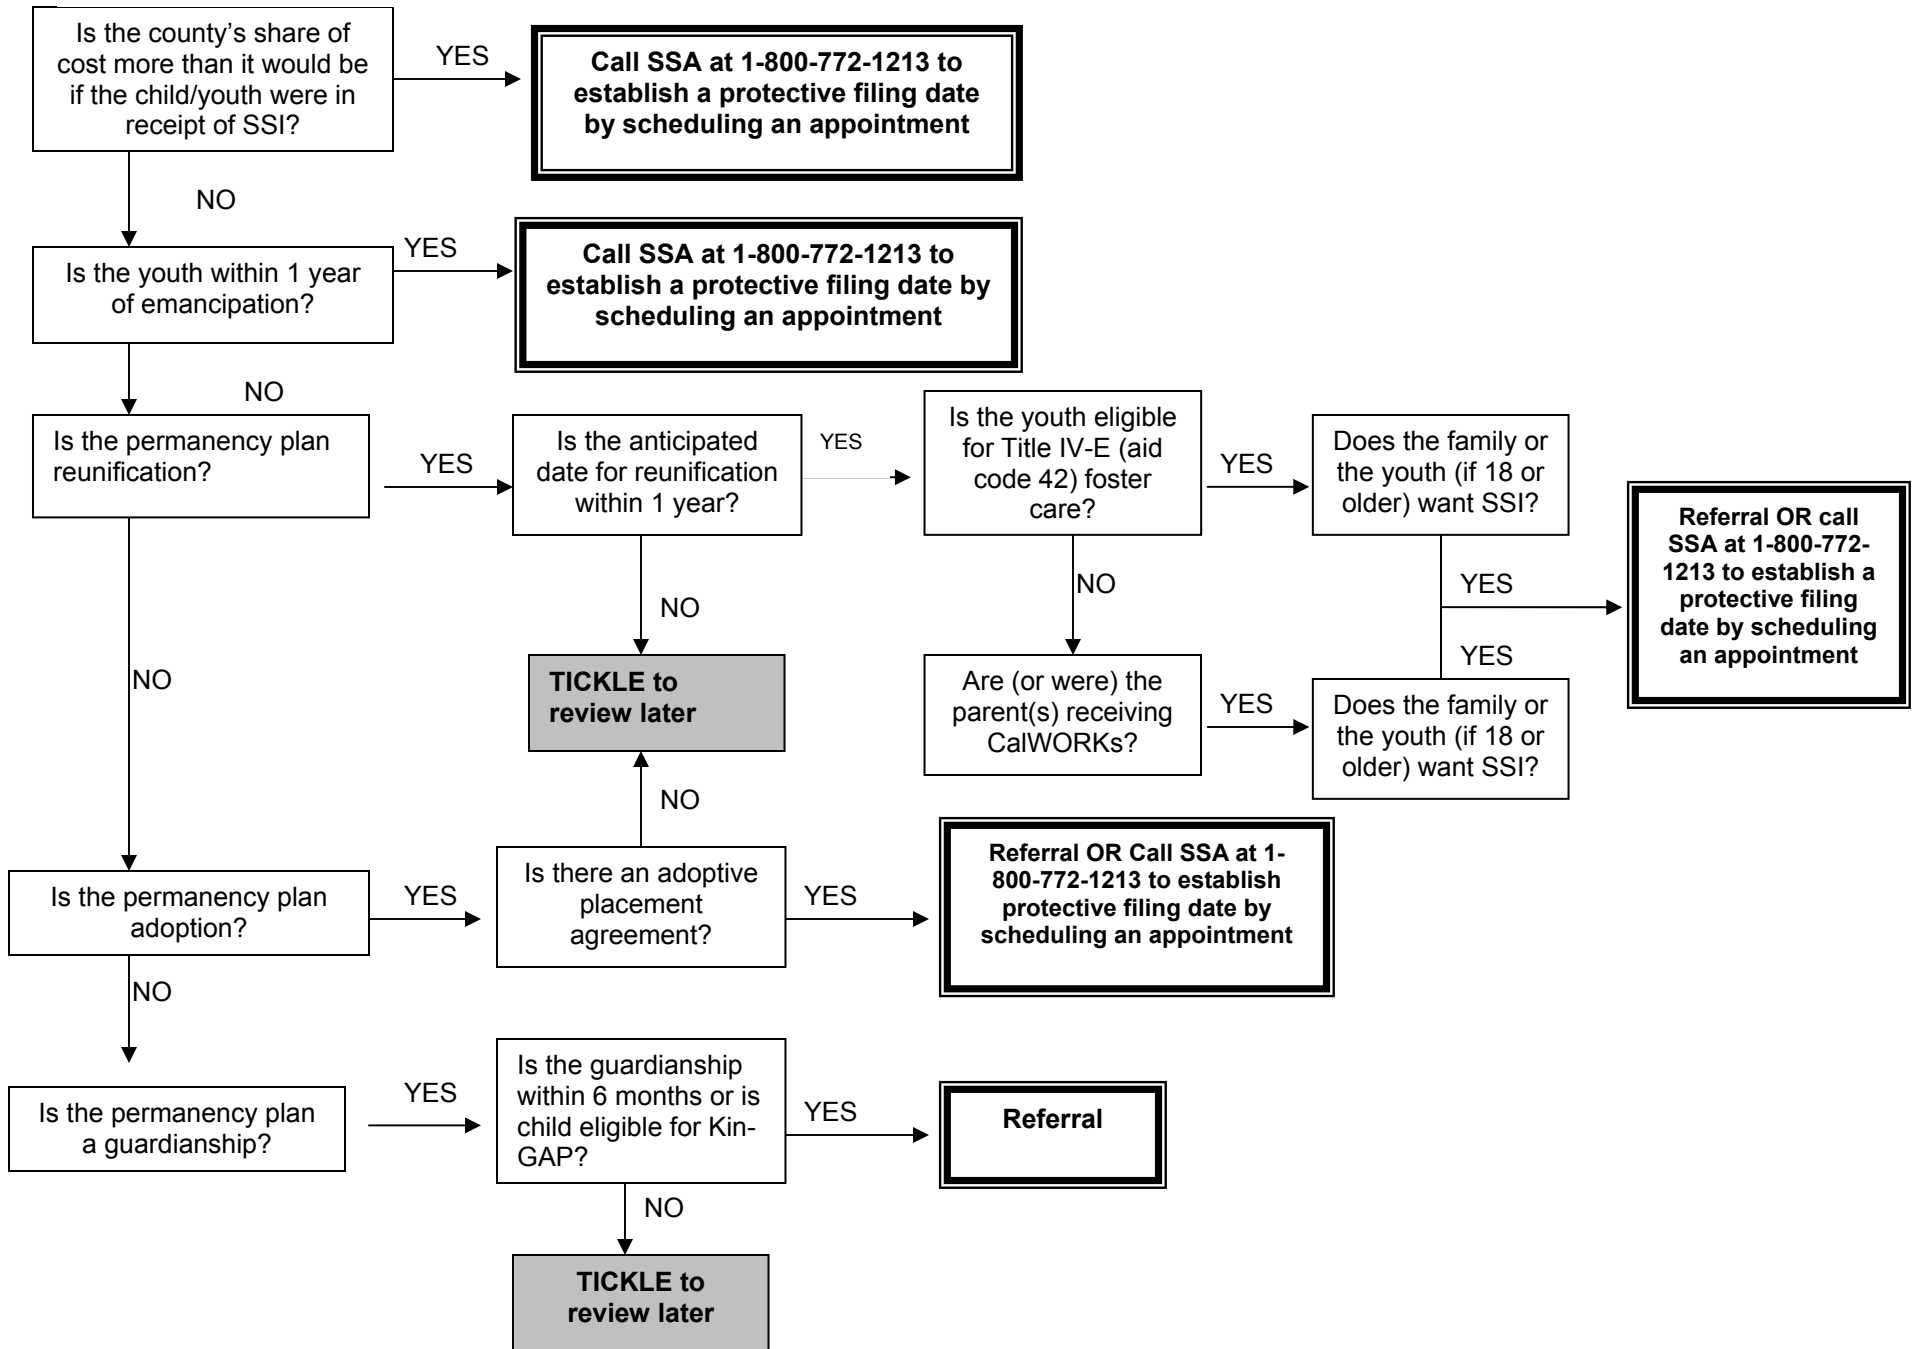 Is the county’s share of
cost more than it would be
if the child/youth were in
receipt of SSI?
YES
Call SSA at 1-800-772-1213 to
establish a protective filing date
by scheduling an appointment
NO
Is the youth within 1 year
of emancipation?
YES
Call SSA at 1-800-772-1213 to
establish a protective filing date by
scheduling an appointment
NO
Is the permanency plan
reunification?
YES
Is the anticipated
date for reunification
within 1 year?
YES
Is the youth eligible
for Title IV-E (aid
code 42) foster
care?
YES
Does the family or
the youth (if 18 or
older) want SSI?
YES
Referral OR call
SSA at 1-800-772-
1213 to establish a
protective filing
date by scheduling
an appointment
NO
NO
NO
TICKLE to
review later
Are (or were) the
parent(s) receiving
CalWORKs?
YES
Does the family or
the youth (if 18 or
older) want SSI?
YES
NO
Is the permanency plan
adoption?
YES
Is there an adoptive
placement
agreement?
YES
Referral OR Call SSA at 1-
800-772-1213 to establish
protective filing date by
scheduling an appointment
NO
Is the permanency plan
a guardianship?
YES
Is the guardianship
within 6 months or is
child eligible for Kin-
GAP?
YES
Referral
NO
TICKLE to
review later